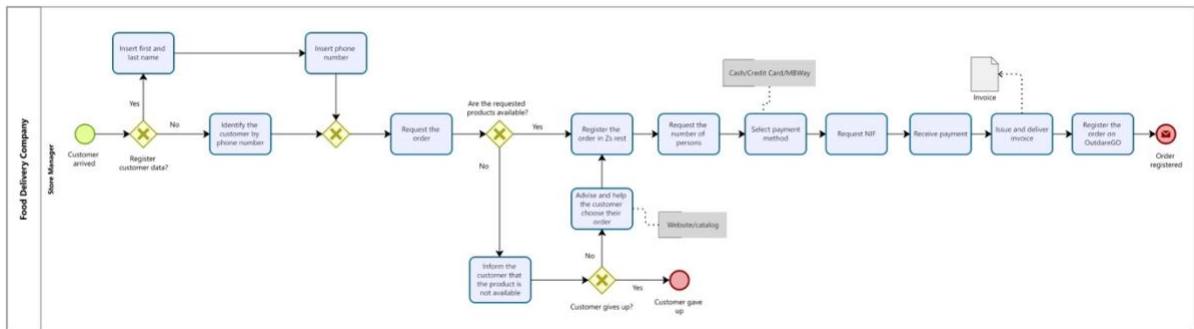 Food Delivery Company
Store Manager
Customer
arrived
Register
customer data?
Yes
No
Insert first and
last name
Insert phone
number
Identify the
customer by
phone number
Request the
order
Are the requested
products available?
Yes
No
Inform the
customer that
the product is
not available
Customer gives up?
Yes
No
Customer gave
up
Advise and help
the customer
choose their
order
Website/catalog
Register the
order in Zs rest
Request the
number of
persons
Cash/Credit Card/MBWay
Select payment
method
Request NIF
Receive payment
Invoice
Issue and deliver
invoice
Register the
order on
OutdareGO
Order
registered